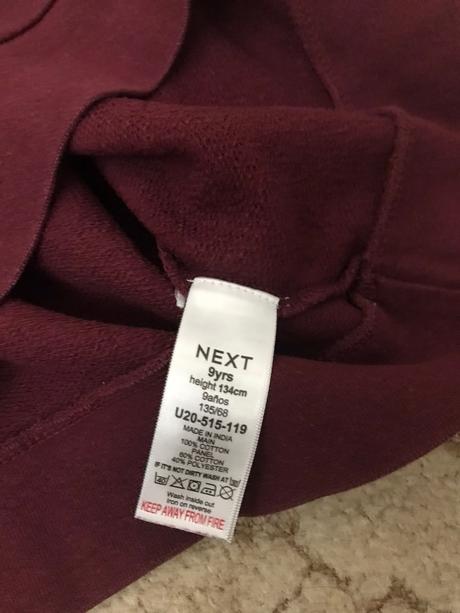 NEXT
9yrs
height 134cm
9años
135/68
U20-515-119
MADE IN INDIA
MAIN
100% COTTON
PANEL
60% COTTON
40% POLYESTER
IF IT'S NOT DIRTY WASH AT 30°
40
Wash inside out
Iron on reverse
KEEP AWAY FROM FIRE